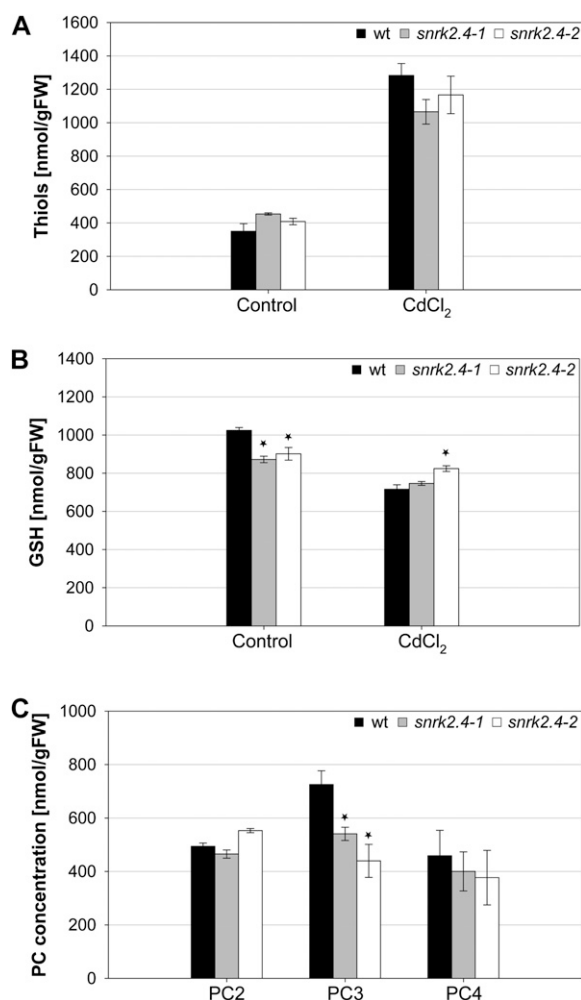 A
wt snrk2.4-1 snrk2.4-2
Thiols [nmol/gFW]
1600
1400
1200
1000
800
600
400
200
0
Control CdCl₂
B
wt snrk2.4-1 snrk2.4-2
GSH [nmol/gFW]
1400
1200
1000
800
600
400
200
0
Control CdCl₂
C
wt snrk2.4-1 snrk2.4-2
PC concentration [nmol/gFW]
1000
800
600
400
200
0
PC2 PC3 PC4